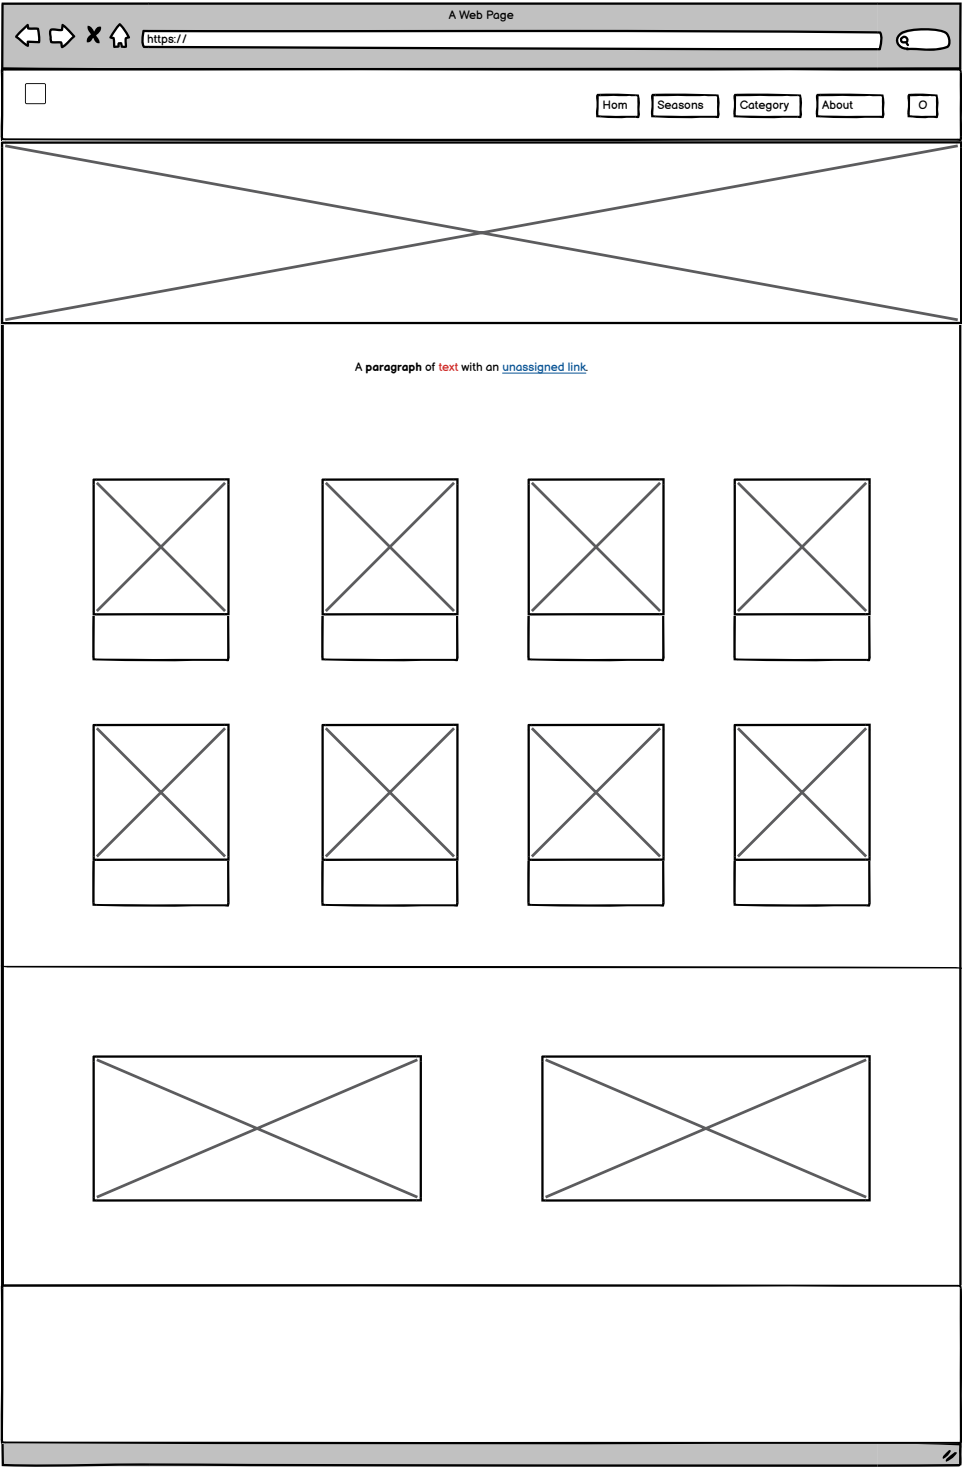 A Web Page
https://
Hom Seasons Category About O
A paragraph of text with an unassigned link.